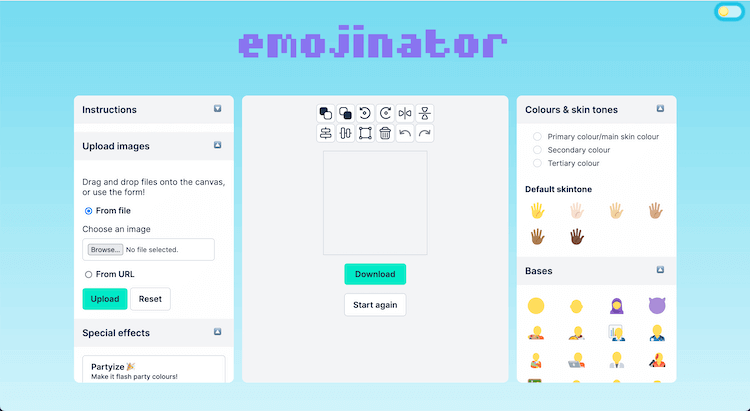 emojinator
Instructions
Upload images
Drag and drop files onto the canvas,
or use the form!
From file
Choose an image
Browse... No file selected.
From URL
Upload Reset
Special effects
Partyize
Make it flash party colours!
Download
Start again
Colours & skin tones
Primary colour/main skin colour
Secondary colour
Tertiary colour
Default skintone
Bases